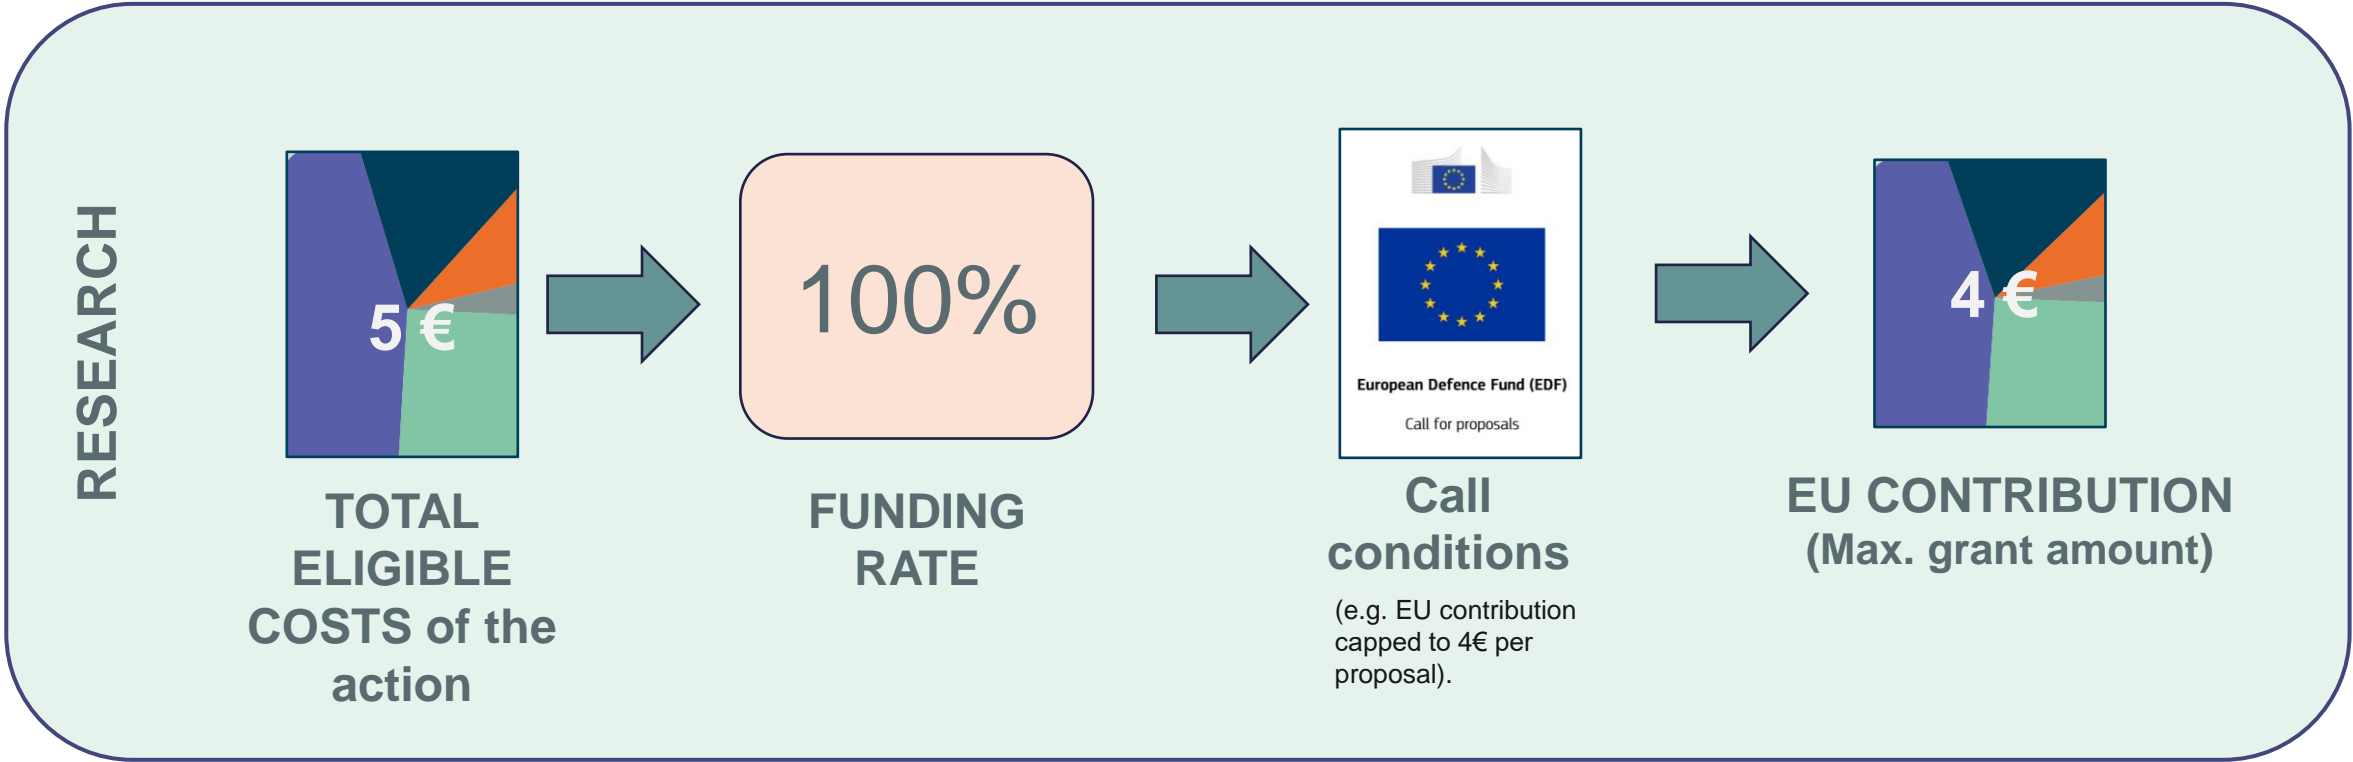 RESEARCH
5 €
TOTAL
ELIGIBLE
COSTS of the
action
100%
FUNDING
RATE
European Defence Fund (EDF)
Call for proposals
Call
conditions
(e.g. EU contribution
capped to 4€ per
proposal).
4 €
EU CONTRIBUTION
(Max. grant amount)